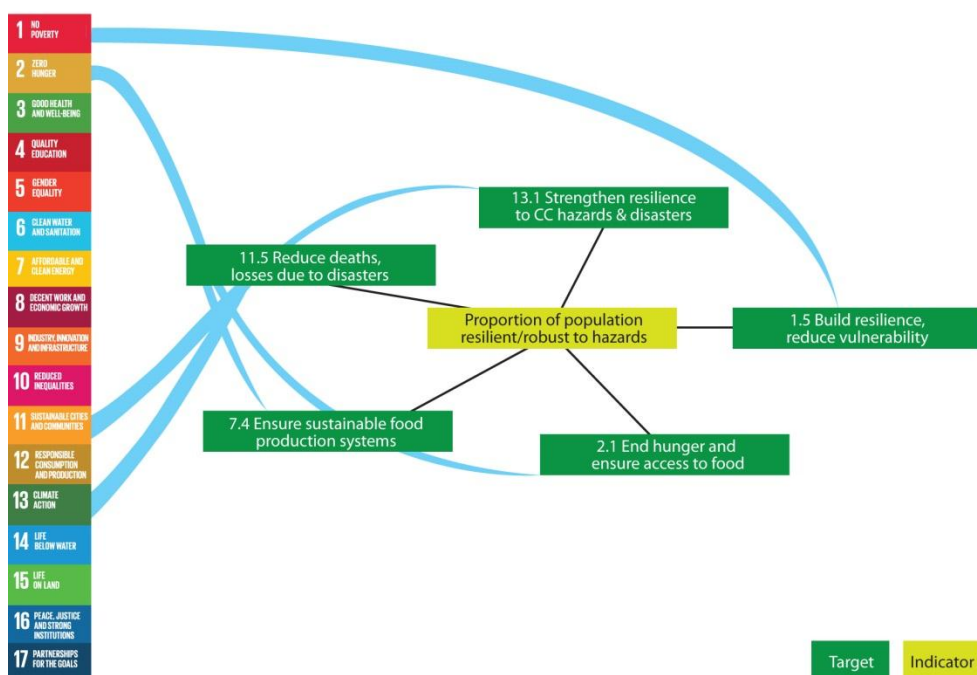 1 NO
POVERTY
2 ZERO
HUNGER
3 GOOD HEALTH
AND WELL-BEING
4 QUALITY
EDUCATION
5 GENDER
EQUALITY
6 CLEAN WATER
AND SANITATION
7 AFFORDABLE AND
CLEAN ENERGY
8 DECENT WORK AND
ECONOMIC GROWTH
9 INDUSTRY, INNOVATION
AND INFRASTRUCTURE
10 REDUCED
INEQUALITIES
11 SUSTAINABLE CITIES
AND COMMUNITIES
12 RESPONSIBLE
CONSUMPTION
AND PRODUCTION
13 CLIMATE
ACTION
14 LIFE
BELOW WATER
15 LIFE
ON LAND
16 PEACE, JUSTICE
AND STRONG
INSTITUTIONS
17 PARTNERSHIPS
FOR THE GOALS
13.1 Strengthen resilience
to CC hazards & disasters
11.5 Reduce deaths,
losses due to disasters
Proportion of population
resilient/robust to hazards
1.5 Build resilience,
reduce vulnerability
7.4 Ensure sustainable food
production systems
2.1 End hunger and
ensure access to food
Target
Indicator